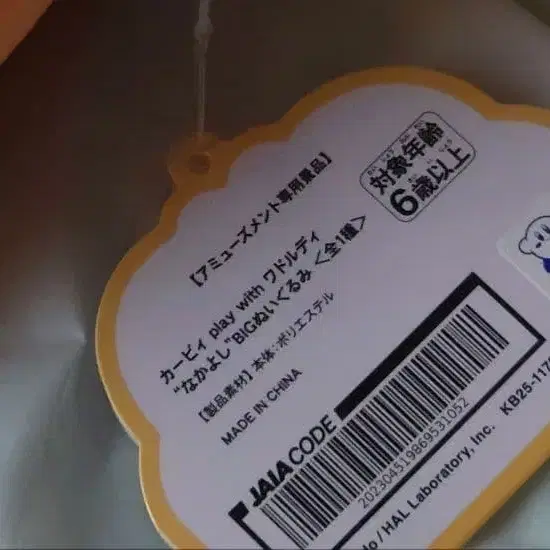 対象年齢
6歳以上
【アミューズメント専用景品】
カービィ play with ワドルディ
"なかよし"BIGぬいぐるみ <全1種>
【製品素材】本体:ポリエステル
MADE IN CHINA
JAIA CODE
202304519869531052
/ HAL Laboratory, Inc. KB25-117